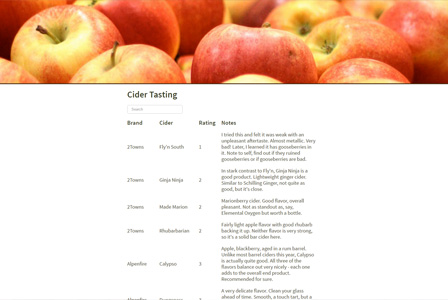 Cider Tasting
Search
Brand Cider Rating Notes
I tried this and felt it was weak with an
unpleasant aftertaste. Almost metallic. Very
bad! Later, I learned it has gooseberries in
it. Note to self, find out if they ruined
gooseberries or if gooseberries are bad.
2Towns Fly'n South 1
In stark contrast to Fly'n, Ginja Ninja is a
good product. Lightweight ginger cider.
Similar to Schilling Ginger, not quite as
good, but it's close.
2Towns Ginja Ninja 2
Marionberry cider. Good flavor, overall
pleasant. Not as standout as, say,
Elemental Oxygen but worth a bottle.
2Towns Made Marion 2
Fairly light apple flavor with good rhubarb
backing it up. Neither flavor is very strong,
so it's a solid bar cider here.
2Towns Rhubarbarian 2
Apple, blackberry, aged in a rum barrel.
Unlike most barrel ciders this year, Calypso
is actually quite good. All three of the
flavors balance out very nicely - each one
adds to the overall end product.
Recommended for sure.
Alpenfire Calypso 3
A very delicate flavor. Clean your glass
ahead of time. Smooth, a touch tart, but a